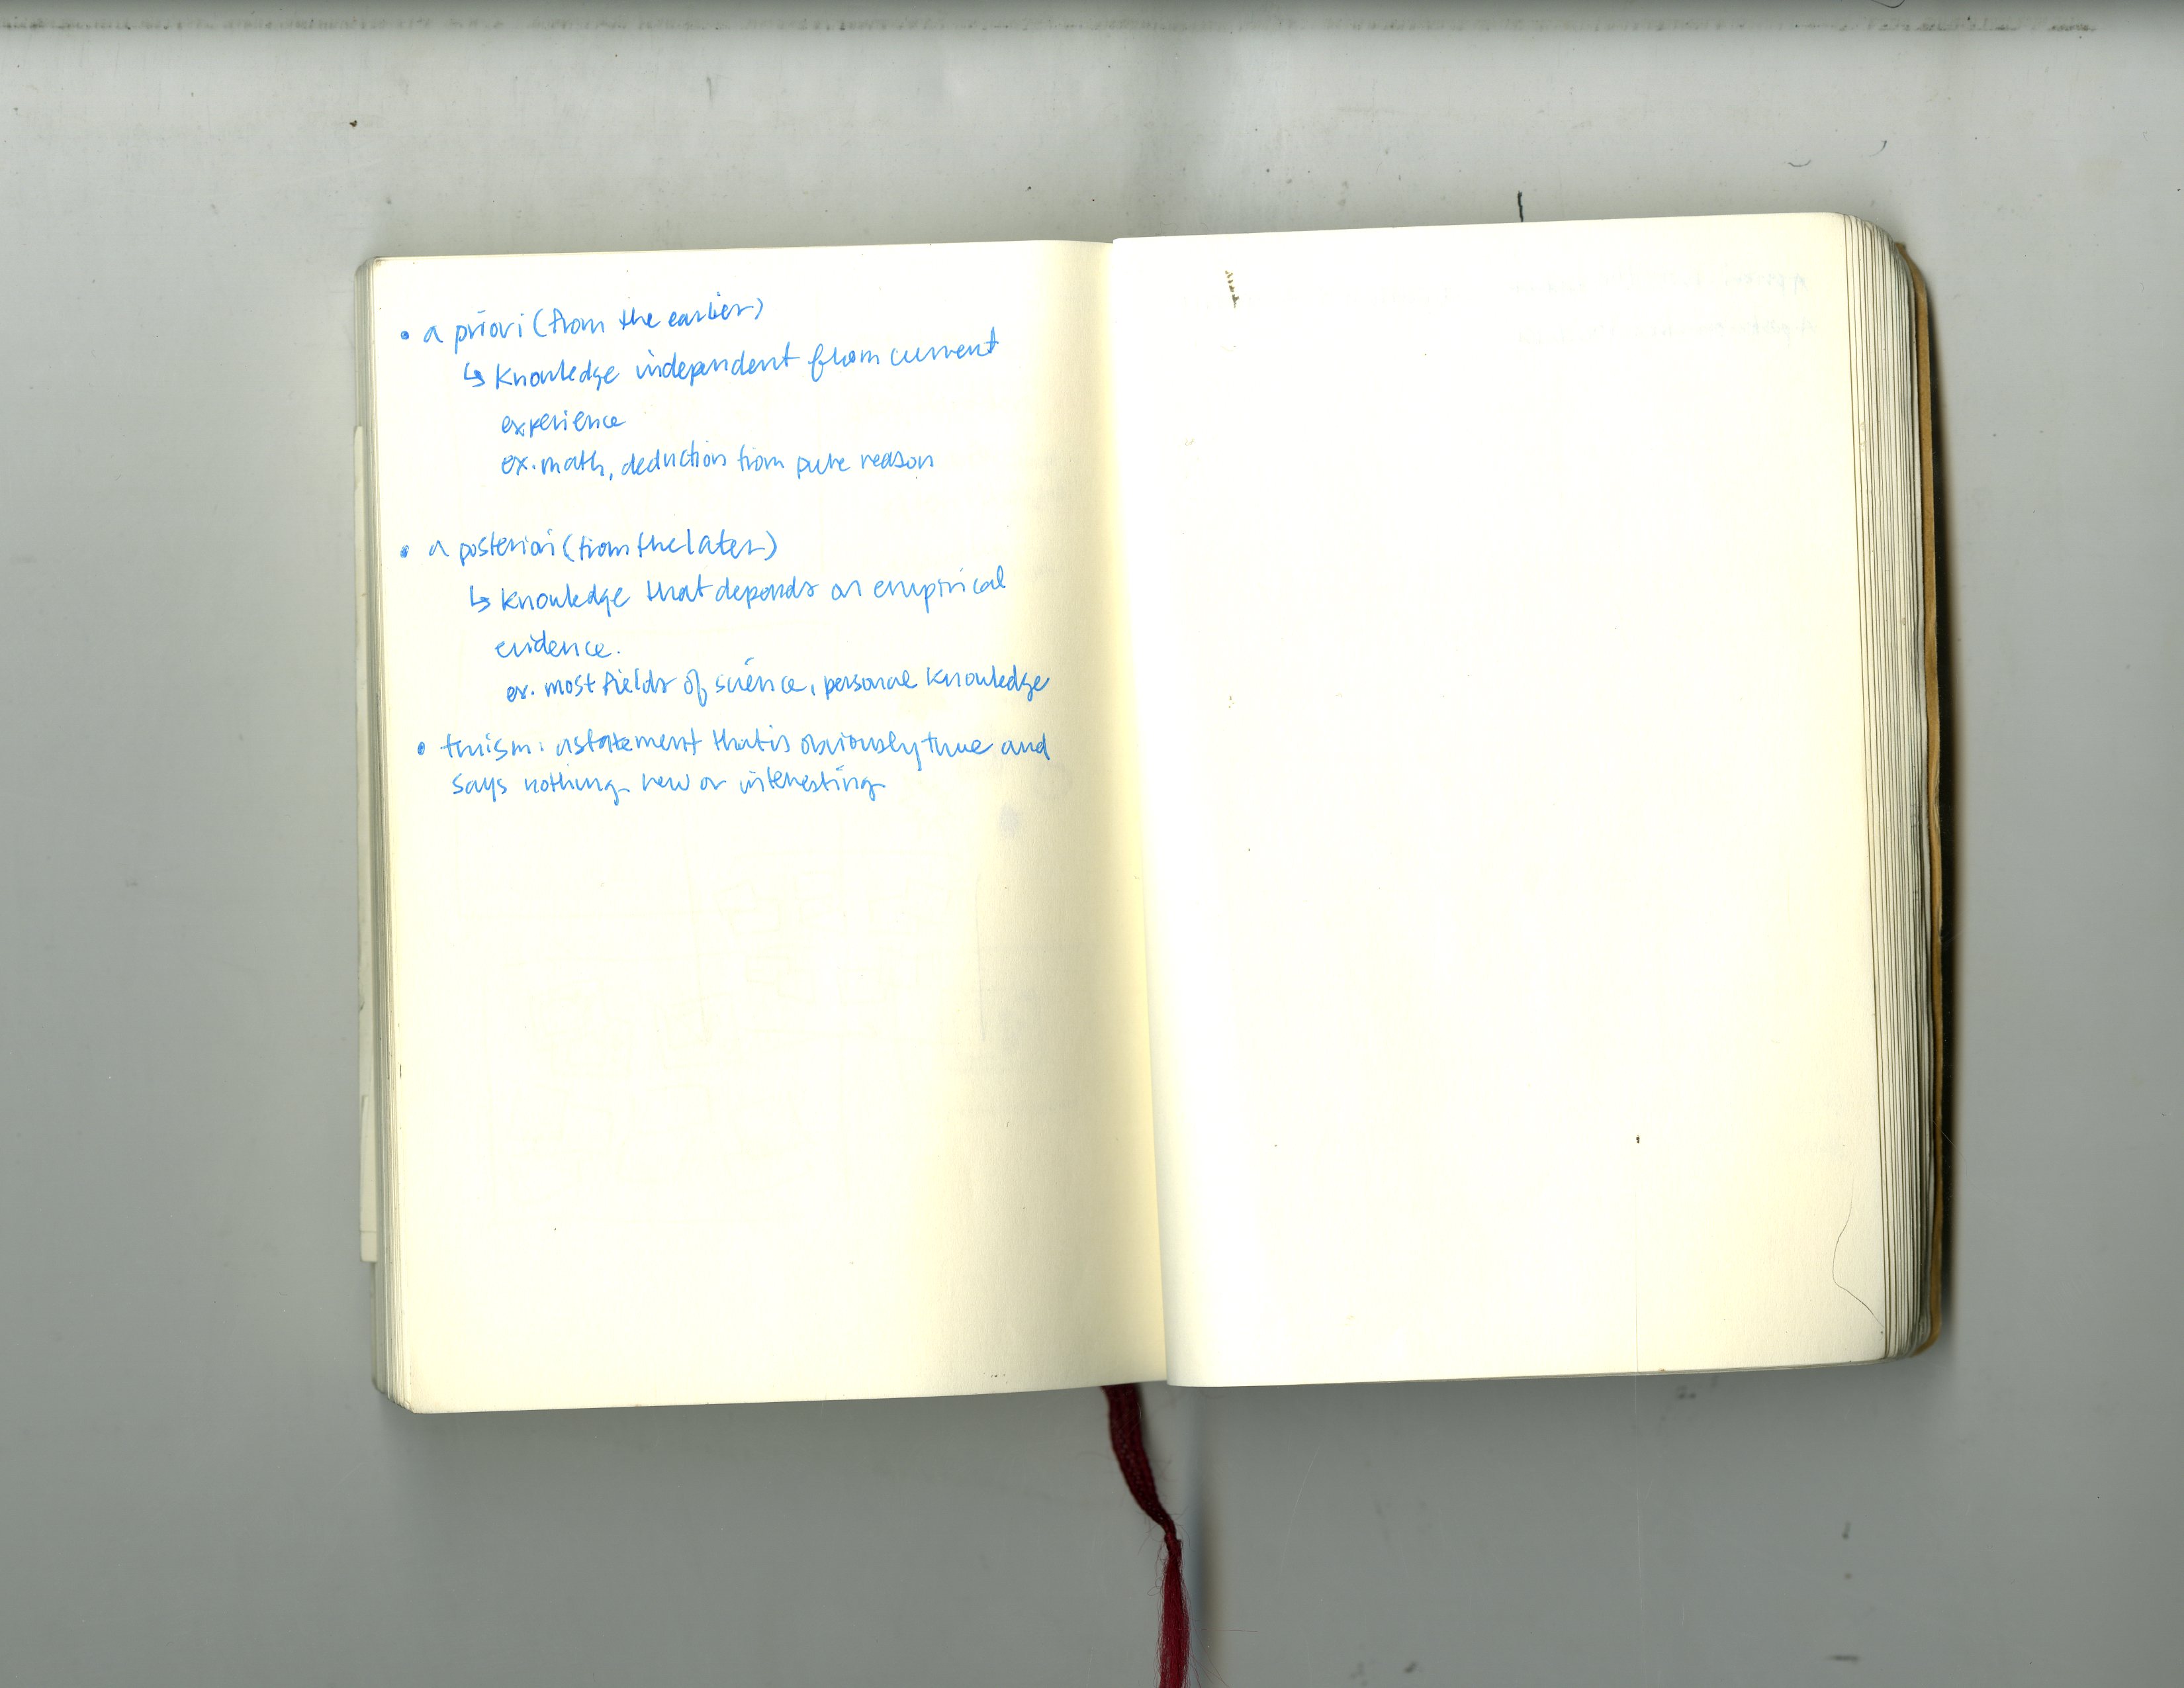 • a priori (from the earlier)
↳ knowledge independent from current
experience
ex. math, deduction from pure reason
• a posteriori (from the later)
↳ knowledge that depends on empirical
evidence.
ex. most fields of science, personal knowledge
• truism: a statement that is obviously true and
says nothing new or interesting